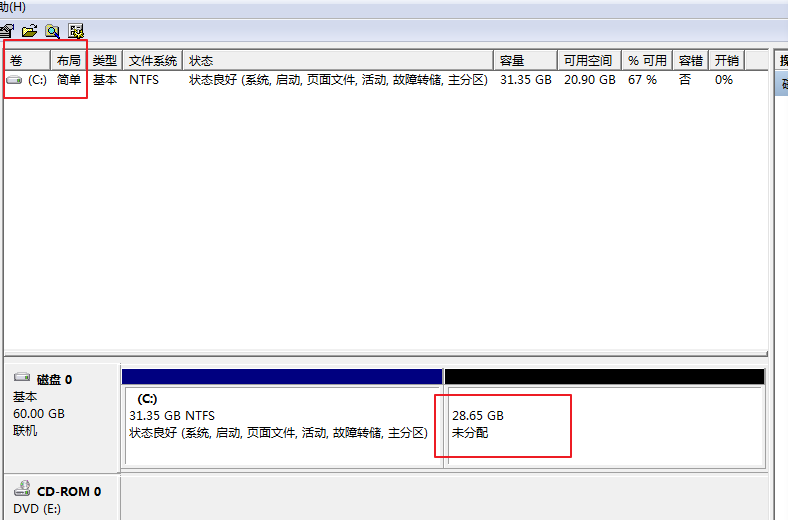 助(H)
卷 布局 类型 文件系统 状态 容量 可用空间 % 可用 容错 开销
(C:) 简单 基本 NTFS 状态良好 (系统, 启动, 页面文件, 活动, 故障转储, 主分区) 31.35 GB 20.90 GB 67 % 否 0%
磁盘 0
基本
60.00 GB
联机
(C:)
31.35 GB NTFS
状态良好 (系统, 启动, 页面文件, 活动, 故障转储, 主分区)
28.65 GB
未分配
CD-ROM 0
DVD (E:)